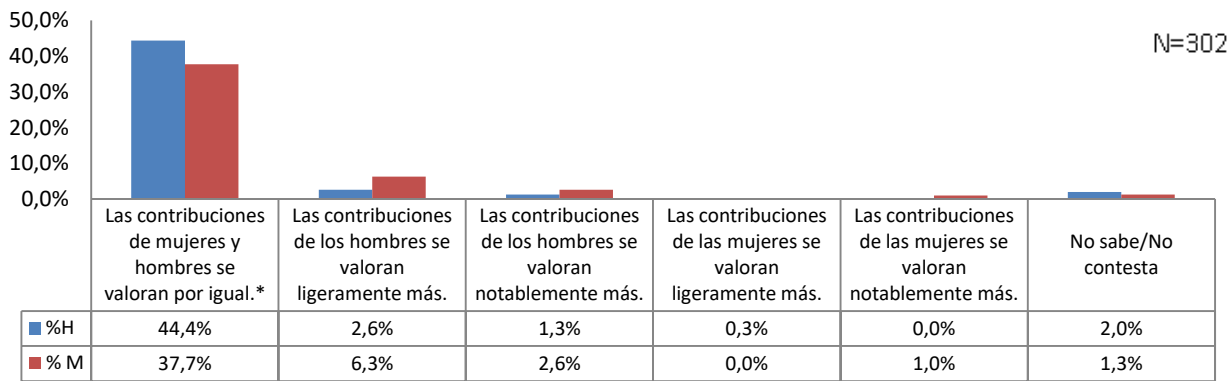 50,0%
40,0%
30,0%
20,0%
10,0%
0,0%
N=302
Las contribuciones
de mujeres y
hombres se
valoran por igual.*
Las contribuciones
de los hombres se
valoran
ligeramente más.
Las contribuciones
de los hombres se
valoran
notablemente más.
Las contribuciones
de las mujeres se
valoran
ligeramente más.
Las contribuciones
de las mujeres se
valoran
notablemente más.
No sabe/No
contesta
%H 44,4% 2,6% 1,3% 0,3% 0,0% 2,0%
% M 37,7% 6,3% 2,6% 0,0% 1,0% 1,3%